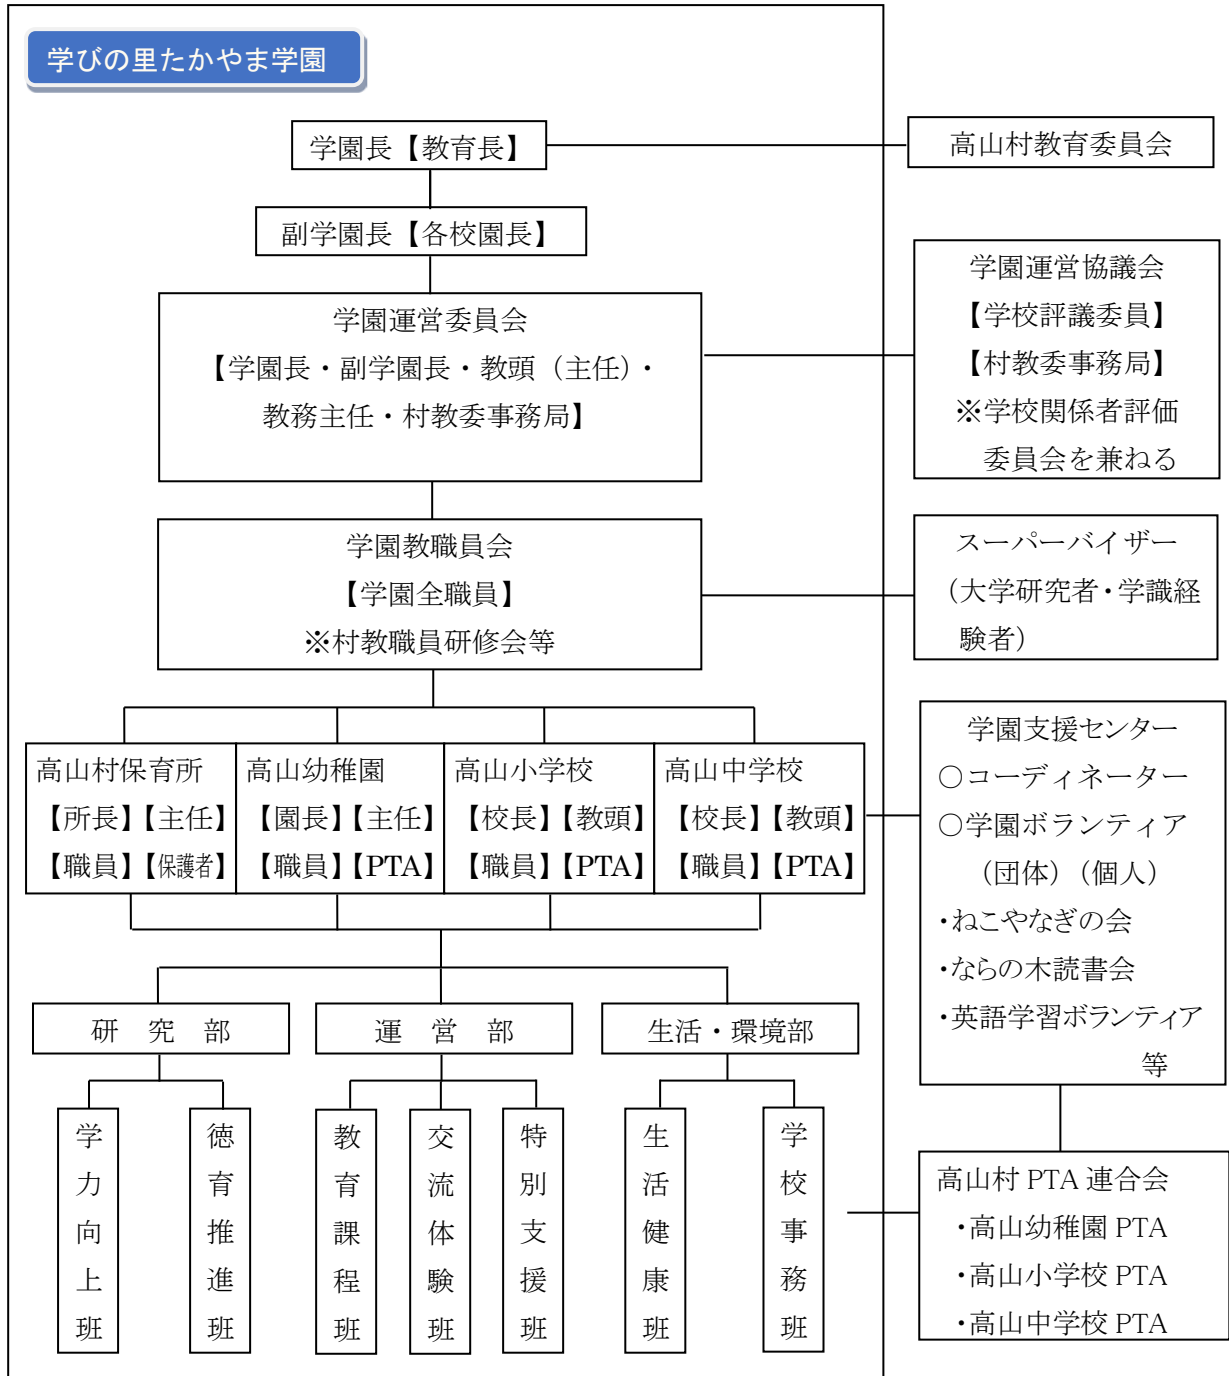 学びの里たかやま学園
学園長【教育長】
高山村教育委員会
副学園長【各校園長】
学園運営委員会
【学園長・副学園長・教頭（主任）・
教務主任・村教委事務局】
学園運営協議会
【学校評議委員】
【村教委事務局】
※学校関係者評価
委員会を兼ねる
学園教職員会
【学園全職員】
※村教職員研修会等
スーパーバイザー
（大学研究者・学識経
験者）
高山村保育所
【所長】【主任】
【職員】【保護者】
高山幼稚園
【園長】【主任】
【職員】【PTA】
高山小学校
【校長】【教頭】
【職員】【PTA】
高山中学校
【校長】【教頭】
【職員】【PTA】
学園支援センター
○コーディネーター
○学園ボランティア
（団体）（個人）
・ねこやなぎの会
・ならの木読書会
・英語学習ボランティア
等
研　究　部
運　営　部
生活・環境部
学力向上班
徳育推進班
教育課程班
交流体験班
特別支援班
生活健康班
学校事務班
高山村 PTA 連合会
・高山幼稚園 PTA
・高山小学校 PTA
・高山中学校 PTA